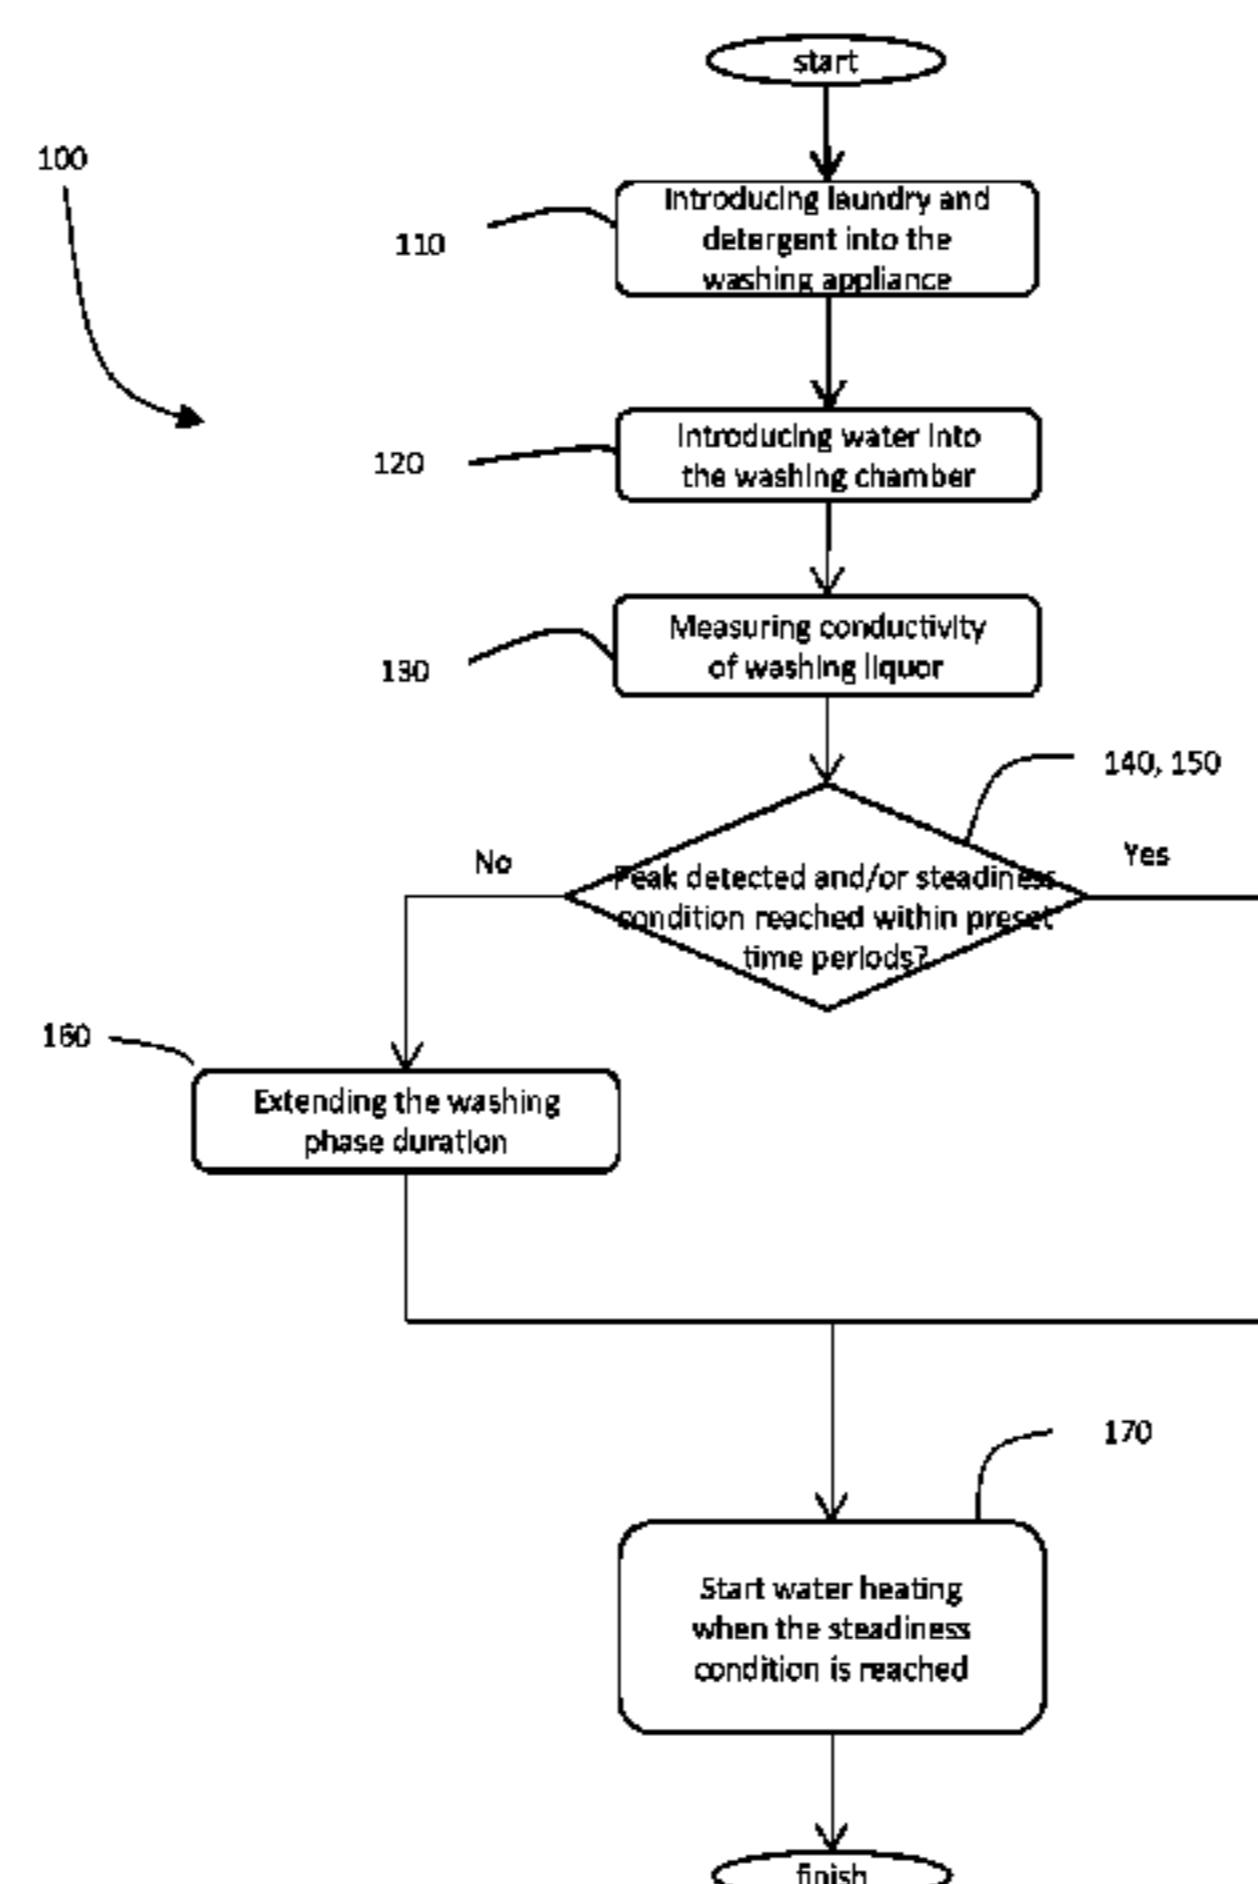 start
100
Introducing laundry and
detergent into the
washing appliance
110
Introducing water into
the washing chamber
120
Measuring conductivity
of washing liquor
130
140, 150
No
Yes
Peak detected and/or steadiness
condition reached within preset
time periods?
160
Extending the washing
phase duration
170
Start water heating
when the steadiness
condition is reached
finish